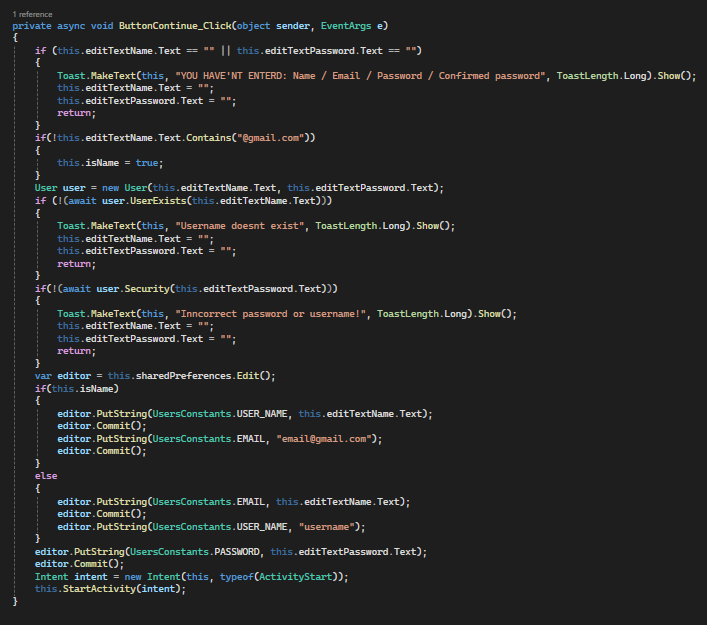 1 reference
private async void ButtonContinue_Click(object sender, EventArgs e)
{
if (this.editTextName.Text == "" || this.editTextPassword.Text == "")
{
Toast.MakeText(this, "YOU HAVE'NT ENTERD: Name / Email / Password / Confirmed password", ToastLength.Long).Show();
this.editTextName.Text = "";
this.editTextPassword.Text = "";
return;
}
if(!this.editTextName.Text.Contains("@gmail.com"))
{
this.isName = true;
}
User user = new User(this.editTextName.Text, this.editTextPassword.Text);
if (!(await user.UserExists(this.editTextName.Text)))
{
Toast.MakeText(this, "Username doesnt exist", ToastLength.Long).Show();
this.editTextName.Text = "";
this.editTextPassword.Text = "";
return;
}
if(!(await user.Security(this.editTextPassword.Text)))
{
Toast.MakeText(this, "Inncorrect password or username!", ToastLength.Long).Show();
this.editTextName.Text = "";
this.editTextPassword.Text = "";
return;
}
var editor = this.sharedPreferences.Edit();
if(this.isName)
{
editor.PutString(UsersConstants.USER_NAME, this.editTextName.Text);
editor.Commit();
editor.PutString(UsersConstants.EMAIL, "email@gmail.com");
editor.Commit();
}
else
{
editor.PutString(UsersConstants.EMAIL, this.editTextName.Text);
editor.Commit();
editor.PutString(UsersConstants.USER_NAME, "username");
}
editor.PutString(UsersConstants.PASSWORD, this.editTextPassword.Text);
editor.Commit();
Intent intent = new Intent(this, typeof(ActivityStart));
this.StartActivity(intent);
}